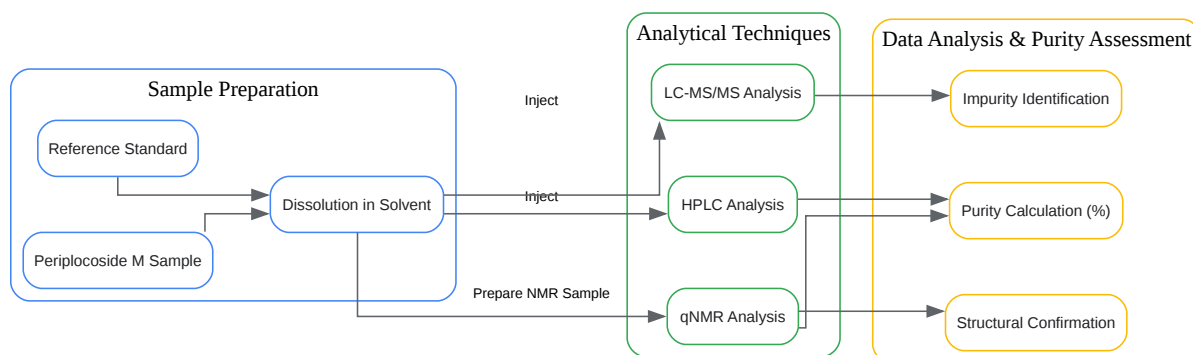 Sample Preparation
Reference Standard
Periplocoside M Sample
Dissolution in Solvent
Inject
Inject
Prepare NMR Sample
Analytical Techniques
LC-MS/MS Analysis
HPLC Analysis
qNMR Analysis
Data Analysis & Purity Assessment
Impurity Identification
Purity Calculation (%)
Structural Confirmation